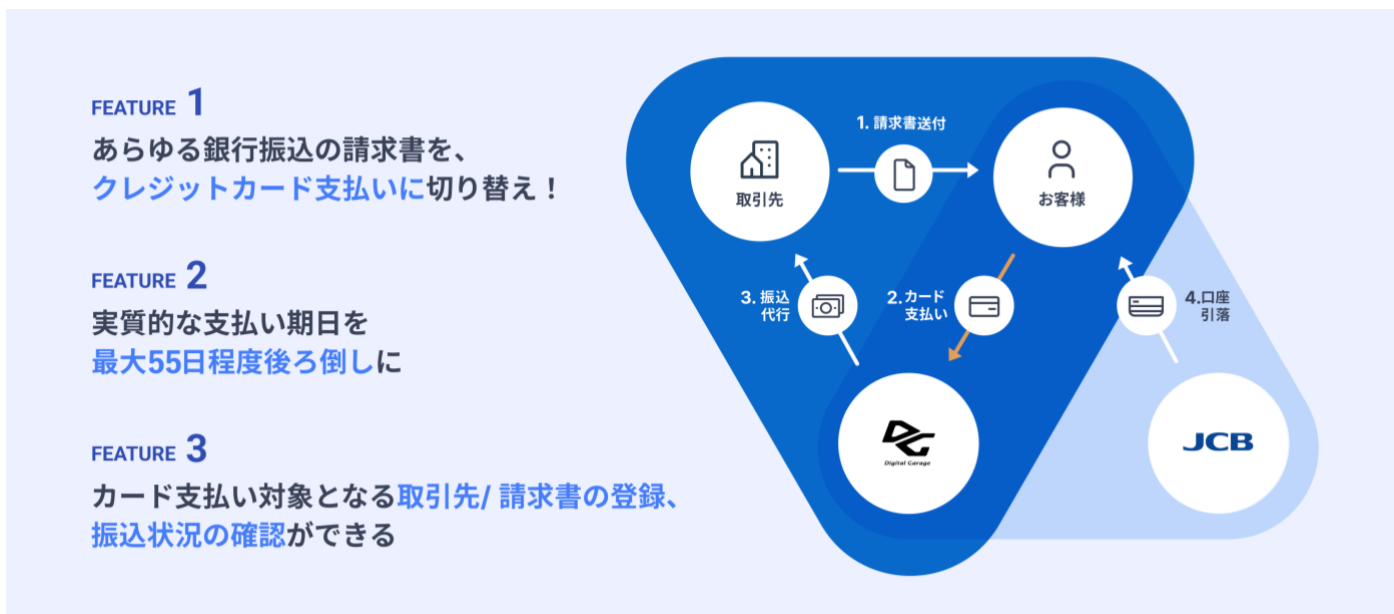 FEATURE 1
あらゆる銀行振込の請求書を、
クレジットカード支払いに切り替え！
FEATURE 2
実質的な支払い期日を
最大55日程度後ろ倒しに
FEATURE 3
カード支払い対象となる取引先/ 請求書の登録、
振込状況の確認ができる
1. 請求書送付
取引先
お客様
3. 振込
代行
2. カード
支払い
4. 口座
引落
DG
Digital Garage
JCB